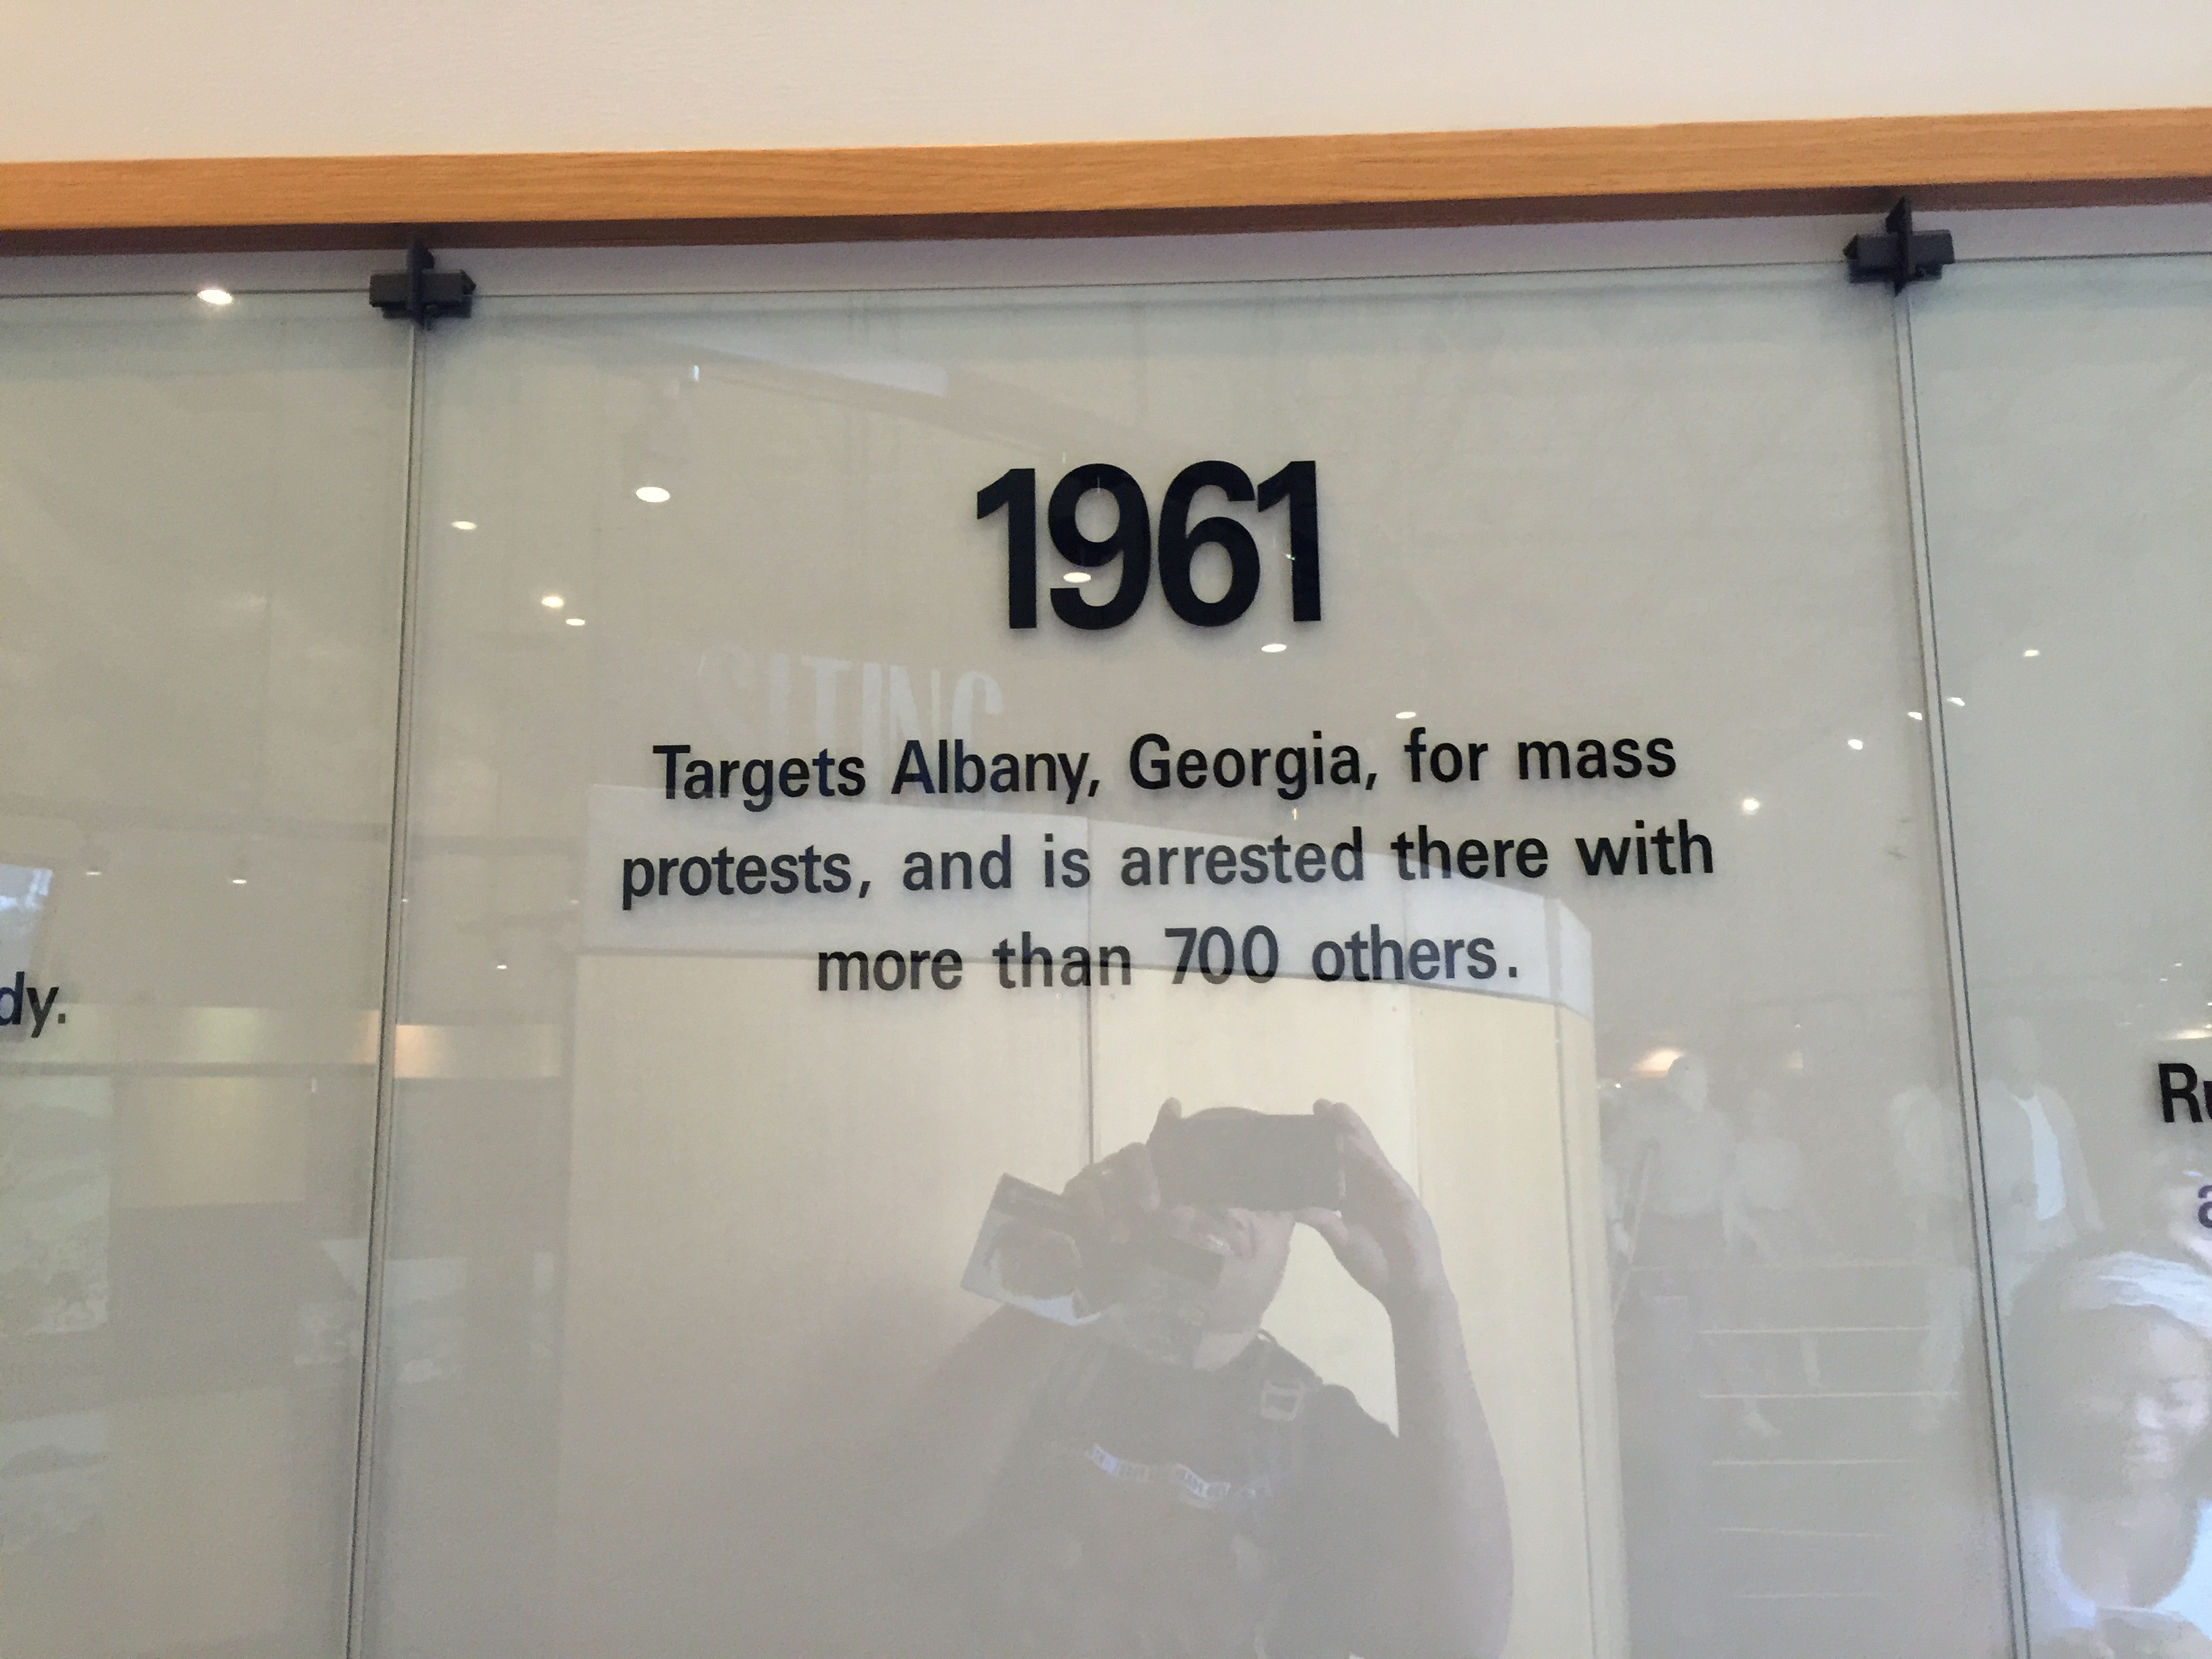 1961
Targets Albany, Georgia, for mass
protests, and is arrested there with
more than 700 others.
dy.